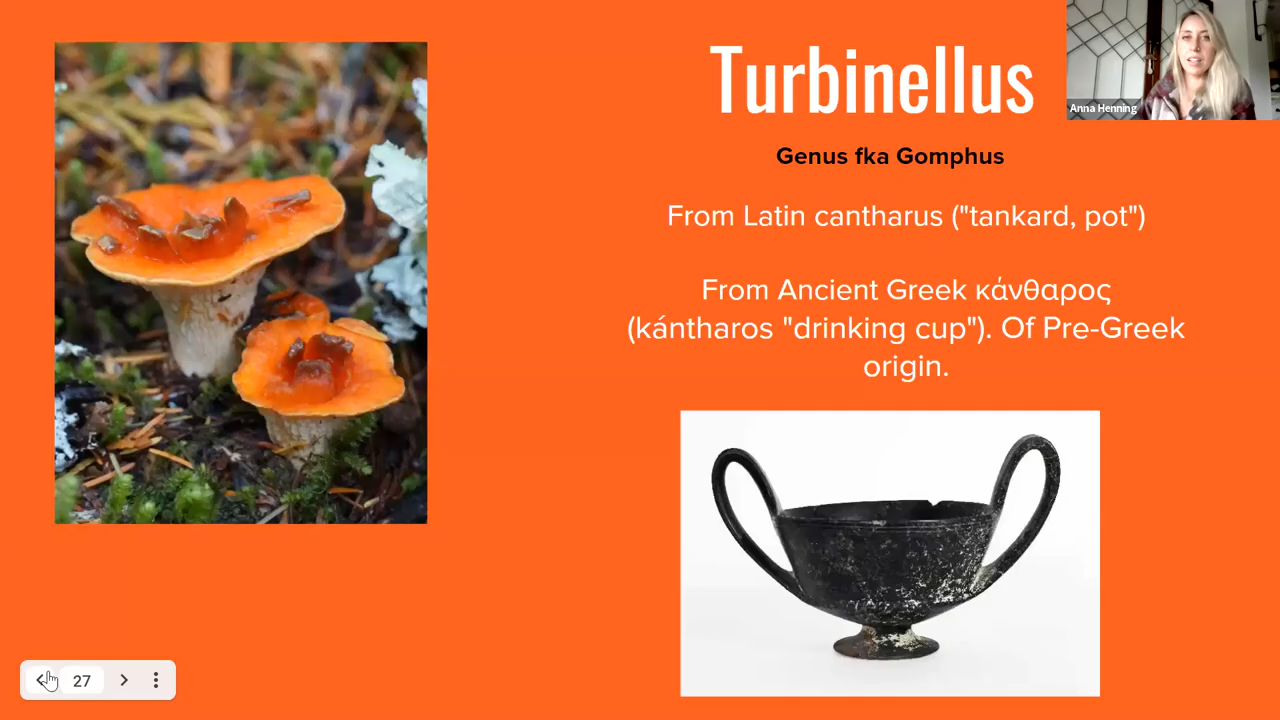 Turbinellus
Anna Henning
Genus fka Gomphus
From Latin cantharus ("tankard, pot")
From Ancient Greek κάνθαρος
(kántharos "drinking cup"). Of Pre-Greek
origin.
27